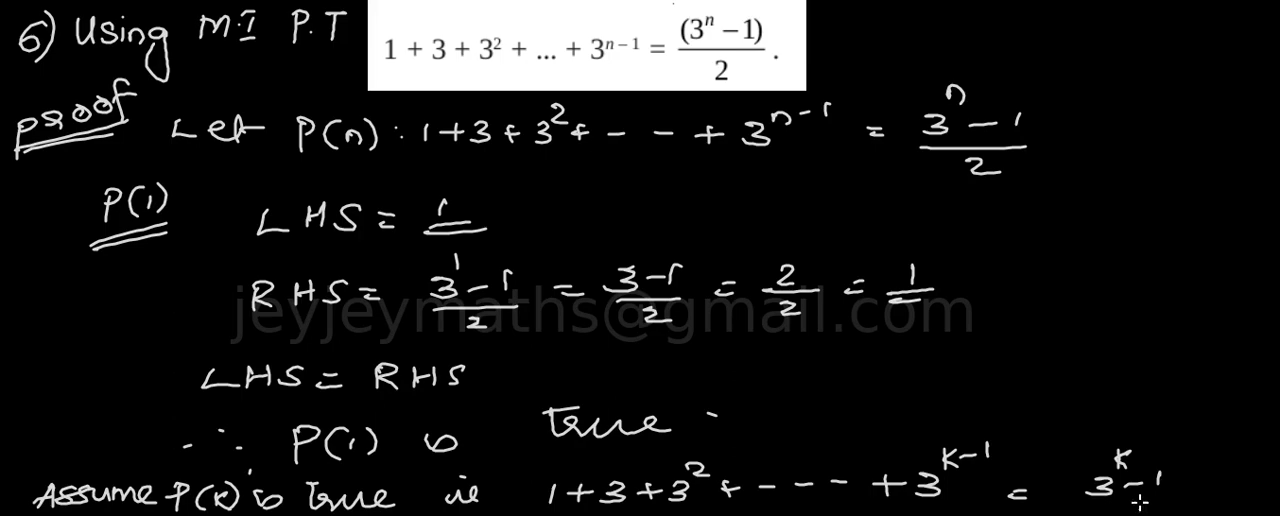 6) Using M.I P.T 1 + 3 + 3² + ... + 3ⁿ⁻¹ = (3ⁿ − 1)/2 .
Proof Let P(n) : 1 + 3 + 3² + - - + 3ⁿ⁻¹ = (3ⁿ − 1)/2
P(1) LHS = 1
RHS = (3¹ − 1)/2 = (3 − 1)/2 = 2/2 = 1
jeyjeymaths@gmail.com
LHS = RHS
∴ P(1) is true .
Assume P(k) is true ie 1 + 3 + 3² + - - - - + 3ᵏ⁻¹ = 3ᵏ − 1